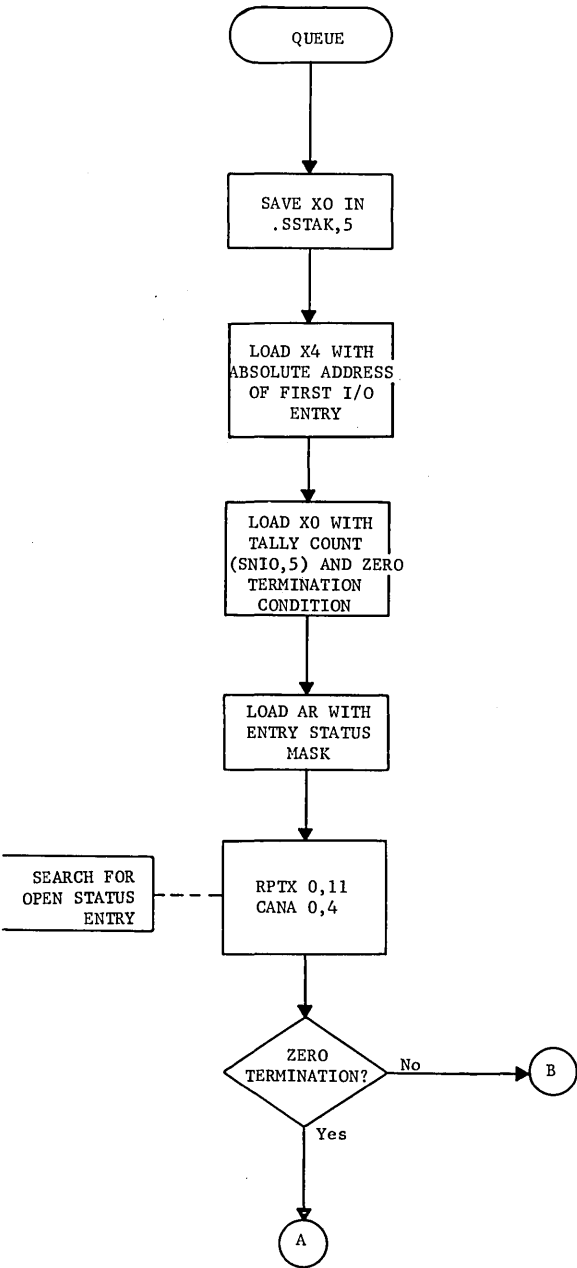 QUEUE
SAVE X0 IN
.SSTAK,5
LOAD X4 WITH
ABSOLUTE ADDRESS
OF FIRST I/O
ENTRY
LOAD X0 WITH
TALLY COUNT
(SNIO,5) AND ZERO
TERMINATION
CONDITION
LOAD AR WITH
ENTRY STATUS
MASK
SEARCH FOR
OPEN STATUS
ENTRY
RPTX 0,11
CANA 0,4
ZERO
TERMINATION?
No
B
Yes
A